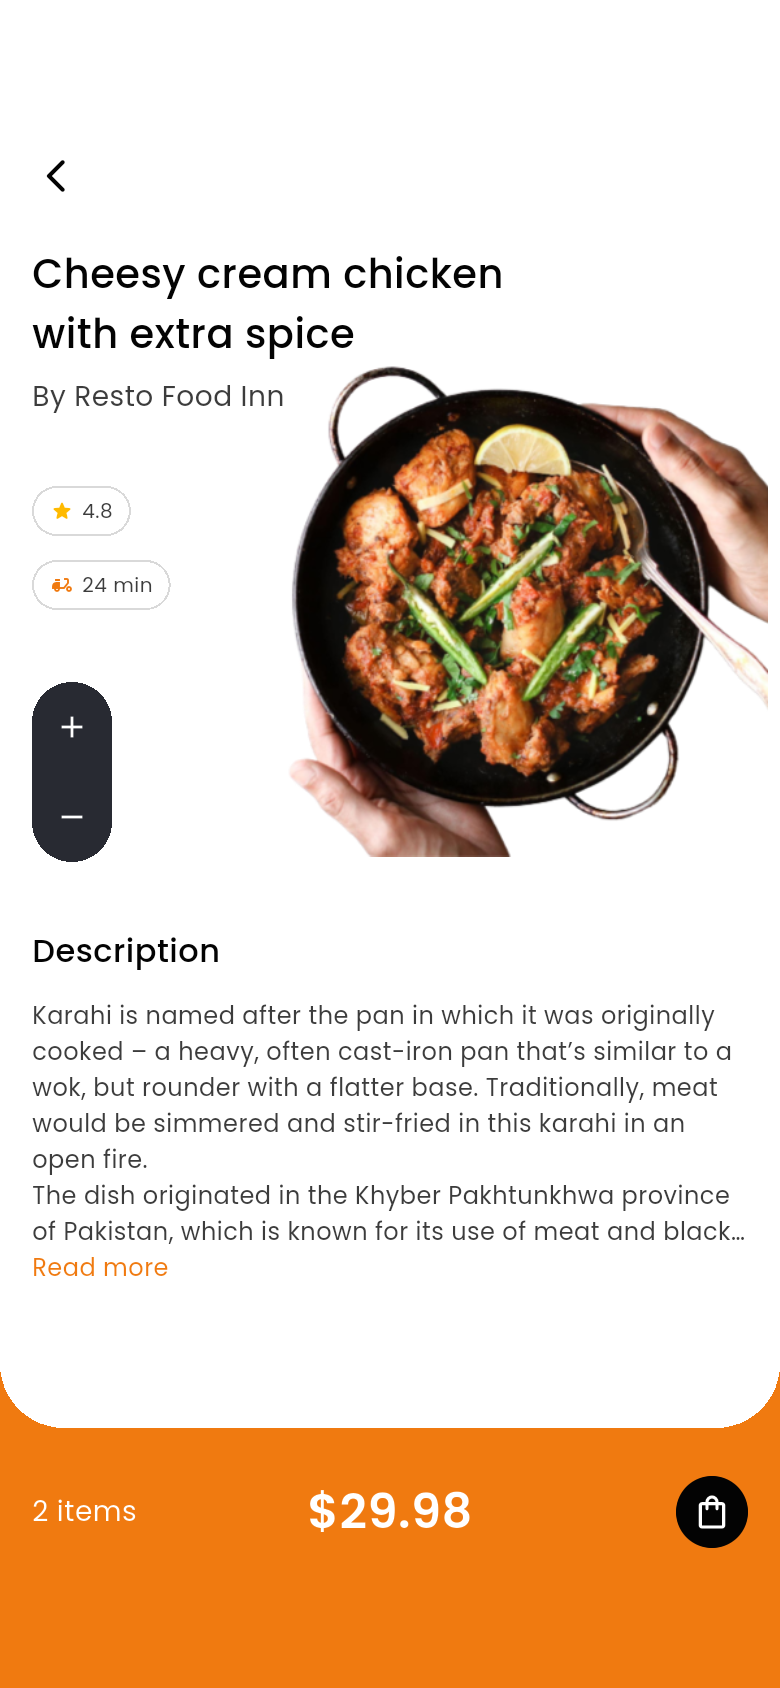 Cheesy cream chicken
with extra spice
By Resto Food Inn
4.8
24 min
+
−
Description
Karahi is named after the pan in which it was originally
cooked – a heavy, often cast-iron pan that’s similar to a
wok, but rounder with a flatter base. Traditionally, meat
would be simmered and stir-fried in this karahi in an
open fire.
The dish originated in the Khyber Pakhtunkhwa province
of Pakistan, which is known for its use of meat and black…
Read more
2 items
$29.98